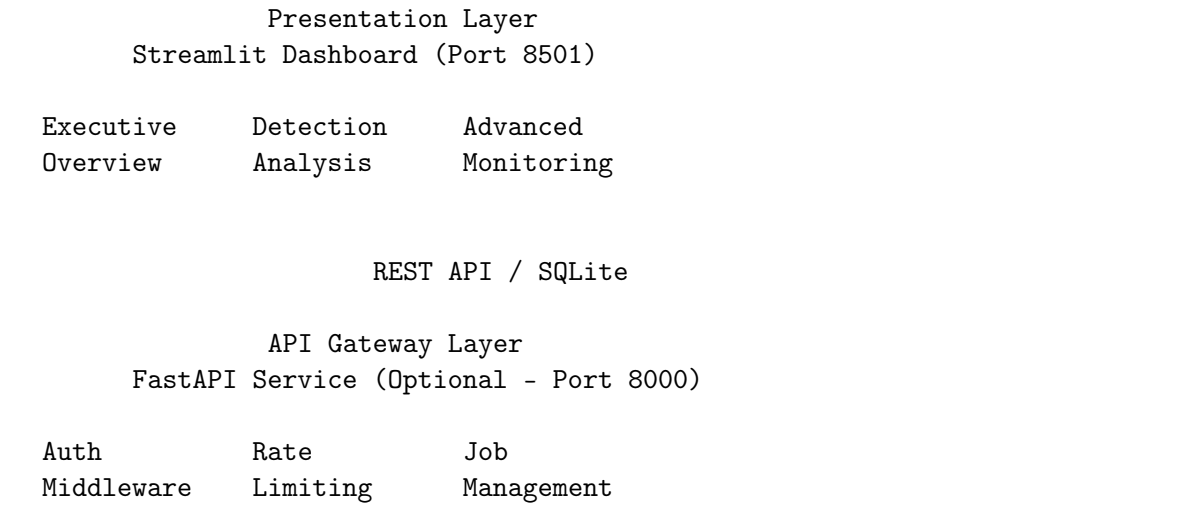 Presentation Layer
Streamlit Dashboard (Port 8501)
Executive Detection Advanced
Overview Analysis Monitoring
REST API / SQLite
API Gateway Layer
FastAPI Service (Optional - Port 8000)
Auth Rate Job
Middleware Limiting Management